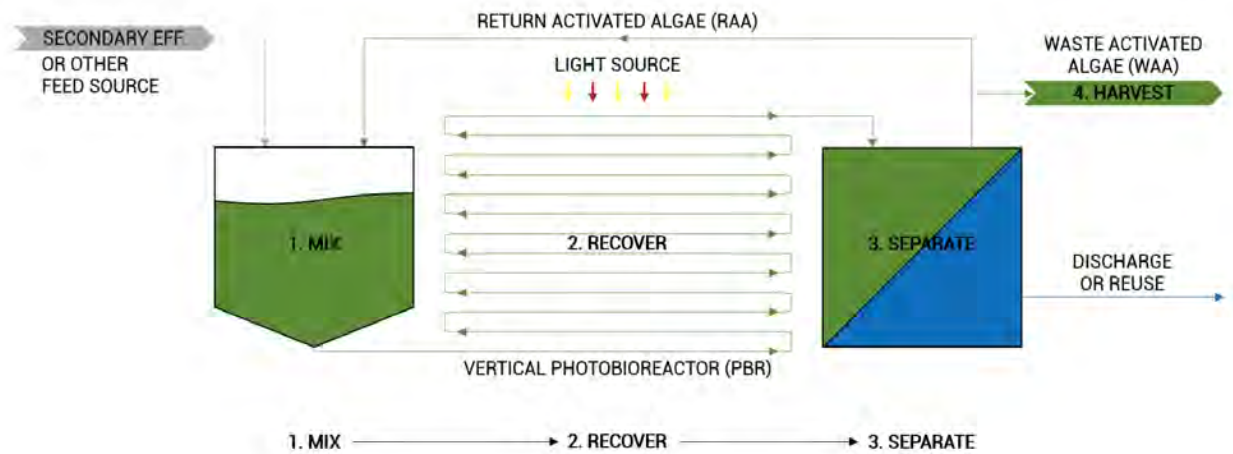 RETURN ACTIVATED ALGAE (RAA)
SECONDARY EFF.
OR OTHER
FEED SOURCE
LIGHT SOURCE
WASTE ACTIVATED
ALGAE (WAA)
4. HARVEST
1. MIX
2. RECOVER
3. SEPARATE
DISCHARGE
OR REUSE
VERTICAL PHOTOBIOREACTOR (PBR)
1. MIX
2. RECOVER
3. SEPARATE